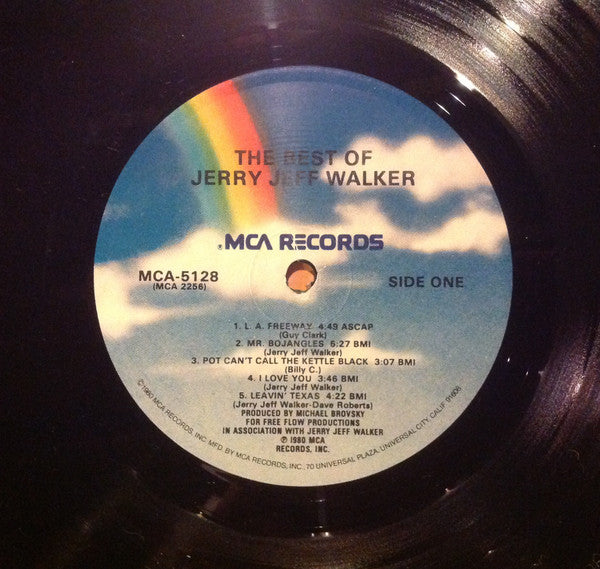 THE BEST OF
JERRY JEFF WALKER
®MCA RECORDS
MCA-5128
(MCA 2256)
SIDE ONE
1. L. A. FREEWAY 4:49 ASCAP
(Guy Clark)
2. MR. BOJANGLES 5:27 BMI
(Jerry Jeff Walker)
3. POT CAN'T CALL THE KETTLE BLACK 3:07 BMI
(Billy C.)
4. I LOVE YOU 3:46 BMI
(Jerry Jeff Walker)
5. LEAVIN' TEXAS 4:22 BMI
(Jerry Jeff Walker-Dave Roberts)
PRODUCED BY MICHAEL BROVSKY
FOR FREE FLOW PRODUCTIONS
IN ASSOCIATION WITH JERRY JEFF WALKER
℗ 1980 MCA
RECORDS, INC.
©1980 MCA RECORDS, INC. MFD. BY MCA RECORDS, INC. 70 UNIVERSAL PLAZA, UNIVERSAL CITY, CALIF. 91608